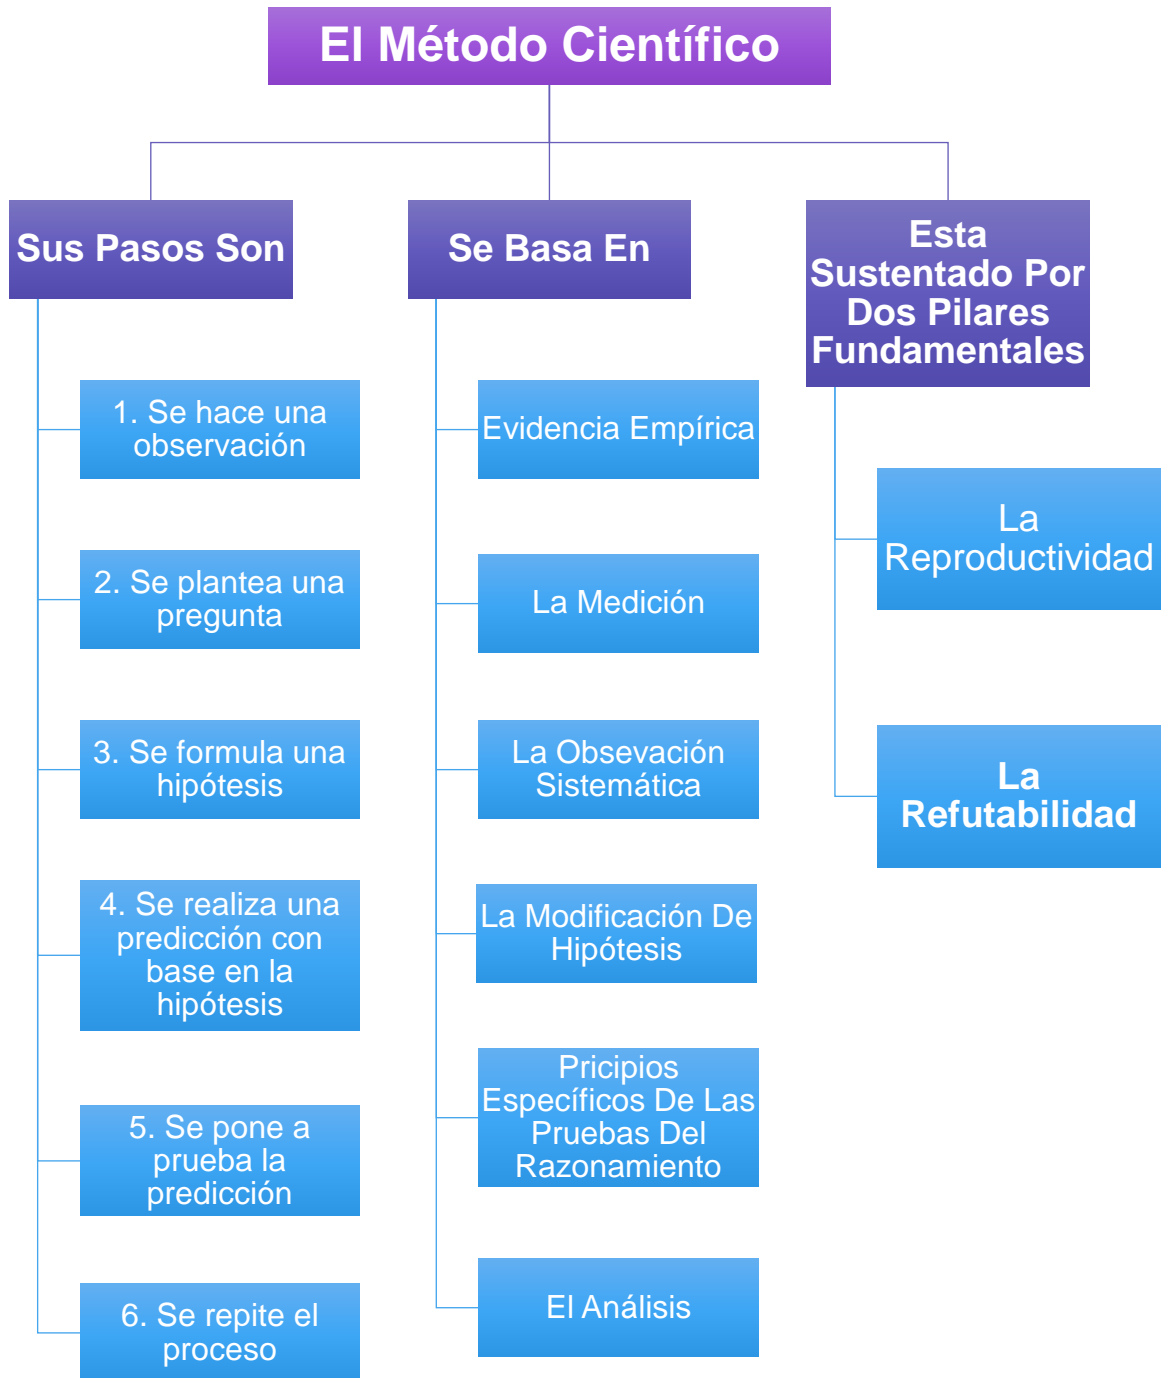 El Método Científico
Sus Pasos Son
1. Se hace una
observación
2. Se plantea una
pregunta
3. Se formula una
hipótesis
4. Se realiza una
predicción con
base en la
hipótesis
5. Se pone a
prueba la
predicción
6. Se repite el
proceso
Se Basa En
Evidencia Empírica
La Medición
La Obsevación
Sistemática
La Modificación De
Hipótesis
Pricipios
Específicos De Las
Pruebas Del
Razonamiento
El Análisis
Esta
Sustentado Por
Dos Pilares
Fundamentales
La
Reproductividad
La
Refutabilidad